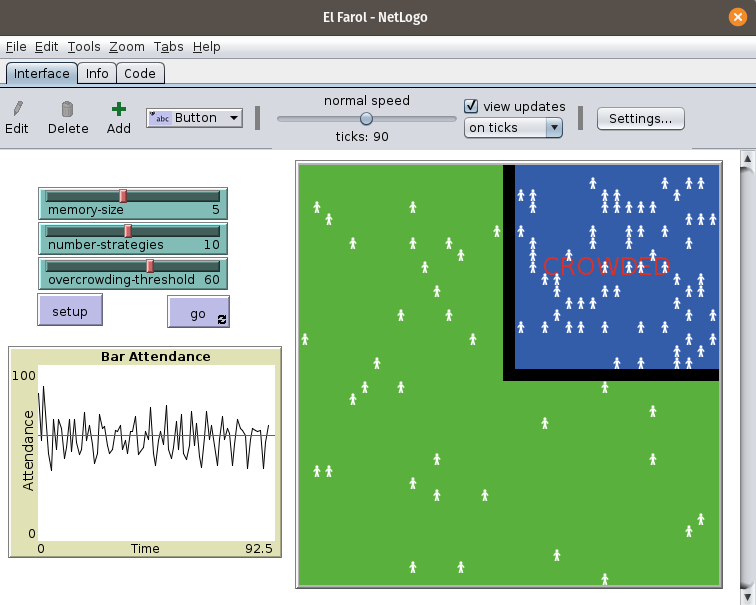 El Farol - NetLogo
File Edit Tools Zoom Tabs Help
Interface Info Code
Edit Delete Add
abc Button
normal speed
ticks: 90
view updates
on ticks
Settings...
memory-size 5
number-strategies 10
overcrowding-threshold 60
setup
go
Bar Attendance
100
Attendance
0
0 Time 92.5
CROWDED